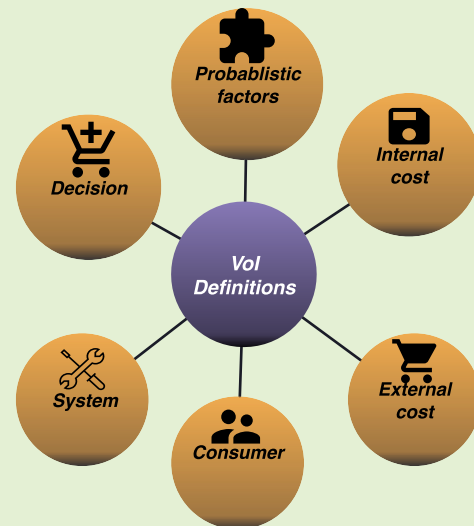 Probablistic
factors
Internal
cost
Decision
VoI
Definitions
System
External
cost
Consumer